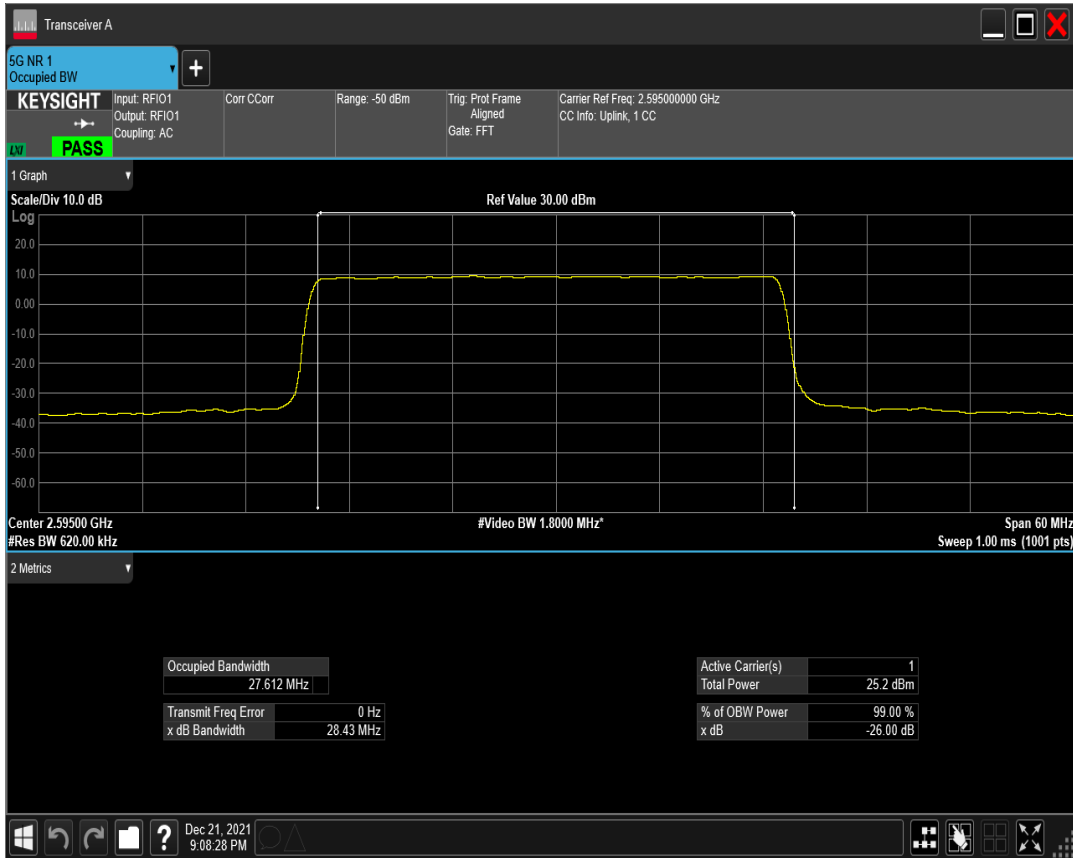 Transceiver A
5G NR 1
Occupied BW
+
KEYSIGHT
Input: RFIO1
Output: RFIO1
Coupling: AC
Corr CCorr
Range: -50 dBm
Trig: Prot Frame
Aligned
Gate: FFT
Carrier Ref Freq: 2.595000000 GHz
CC Info: Uplink, 1 CC
LXI
PASS
1 Graph
Scale/Div 10.0 dB
Ref Value 30.00 dBm
Log
20.0
10.0
0.00
-10.0
-20.0
-30.0
-40.0
-50.0
-60.0
Center 2.59500 GHz
#Video BW 1.8000 MHz*
Span 60 MHz
#Res BW 620.00 kHz
Sweep 1.00 ms (1001 pts)
2 Metrics
Occupied Bandwidth
27.612 MHz
Transmit Freq Error 0 Hz
x dB Bandwidth 28.43 MHz
Active Carrier(s) 1
Total Power 25.2 dBm
% of OBW Power 99.00 %
x dB -26.00 dB
?
Dec 21, 2021
9:08:28 PM